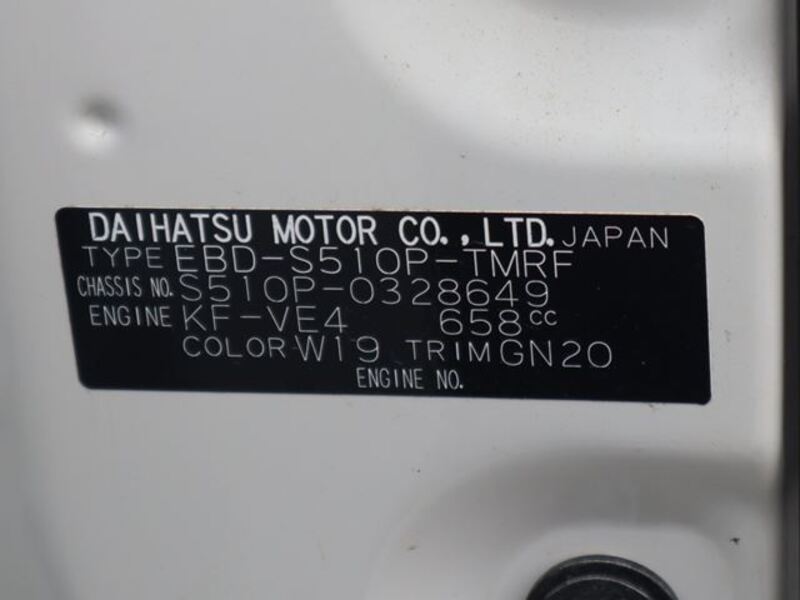 DAIHATSU MOTOR CO., LTD. JAPAN
TYPE EBD-S510P-TMRF
CHASSIS NO. S510P-0328649
ENGINE KF-VE4 658cc
COLOR W19 TRIM GN20
ENGINE NO.